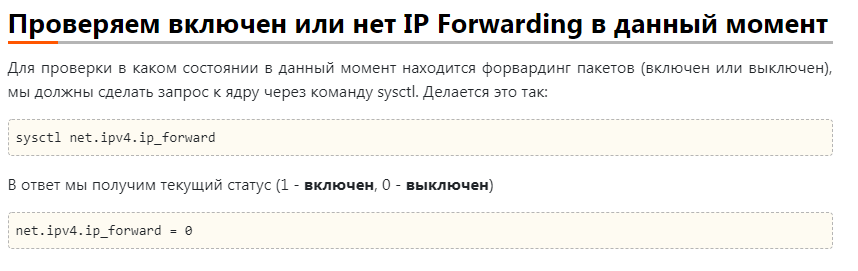 Проверяем включен или нет IP Forwarding в данный момент
Для проверки в каком состоянии в данный момент находится форвардинг пакетов (включен или выключен),
мы должны сделать запрос к ядру через команду sysctl. Делается это так:
sysctl net.ipv4.ip_forward
В ответ мы получим текущий статус (1 - включен, 0 - выключен)
net.ipv4.ip_forward = 0